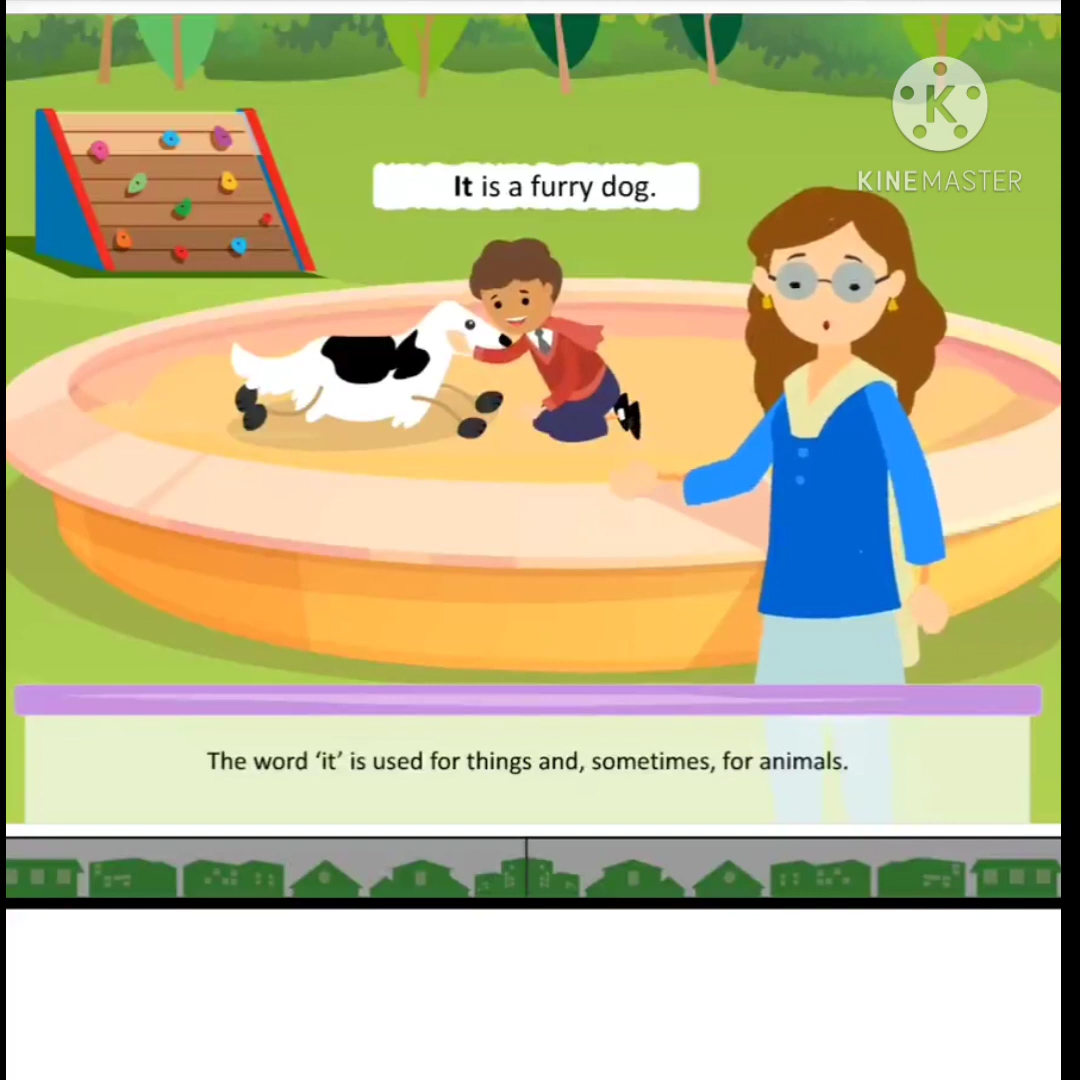 K
KINEMASTER
It is a furry dog.
The word ‘it’ is used for things and, sometimes, for animals.